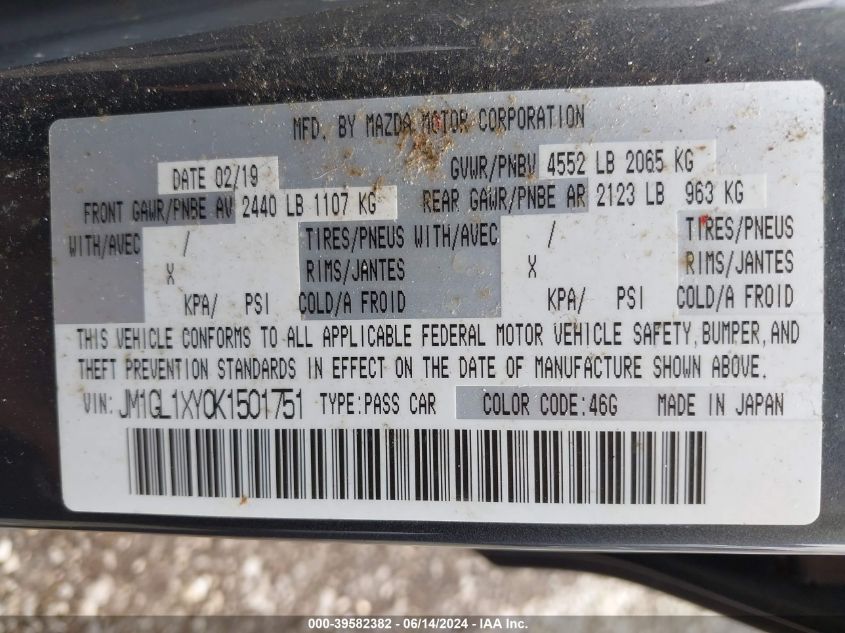 MFD. BY MAZDA MOTOR CORPORATION
DATE 02/19 GVWR/PNBV 4552 LB 2065 KG
FRONT GAWR/PNBE AV 2440 LB 1107 KG REAR GAWR/PNBE AR 2123 LB 963 KG
WITH/AVEC / TIRES/PNEUS WITH/AVEC / TIRES/PNEUS
X RIMS/JANTES X RIMS/JANTES
KPA/ PSI COLD/A FROID KPA/ PSI COLD/A FROID
THIS VEHICLE CONFORMS TO ALL APPLICABLE FEDERAL MOTOR VEHICLE SAFETY, BUMPER, AND
THEFT PREVENTION STANDARDS IN EFFECT ON THE DATE OF MANUFACTURE SHOWN ABOVE.
VIN: JM1GL1XY0K1501751 TYPE: PASS CAR COLOR CODE: 46G MADE IN JAPAN
000-39582382 - 06/14/2024 - © IAA Holdings, LLC.